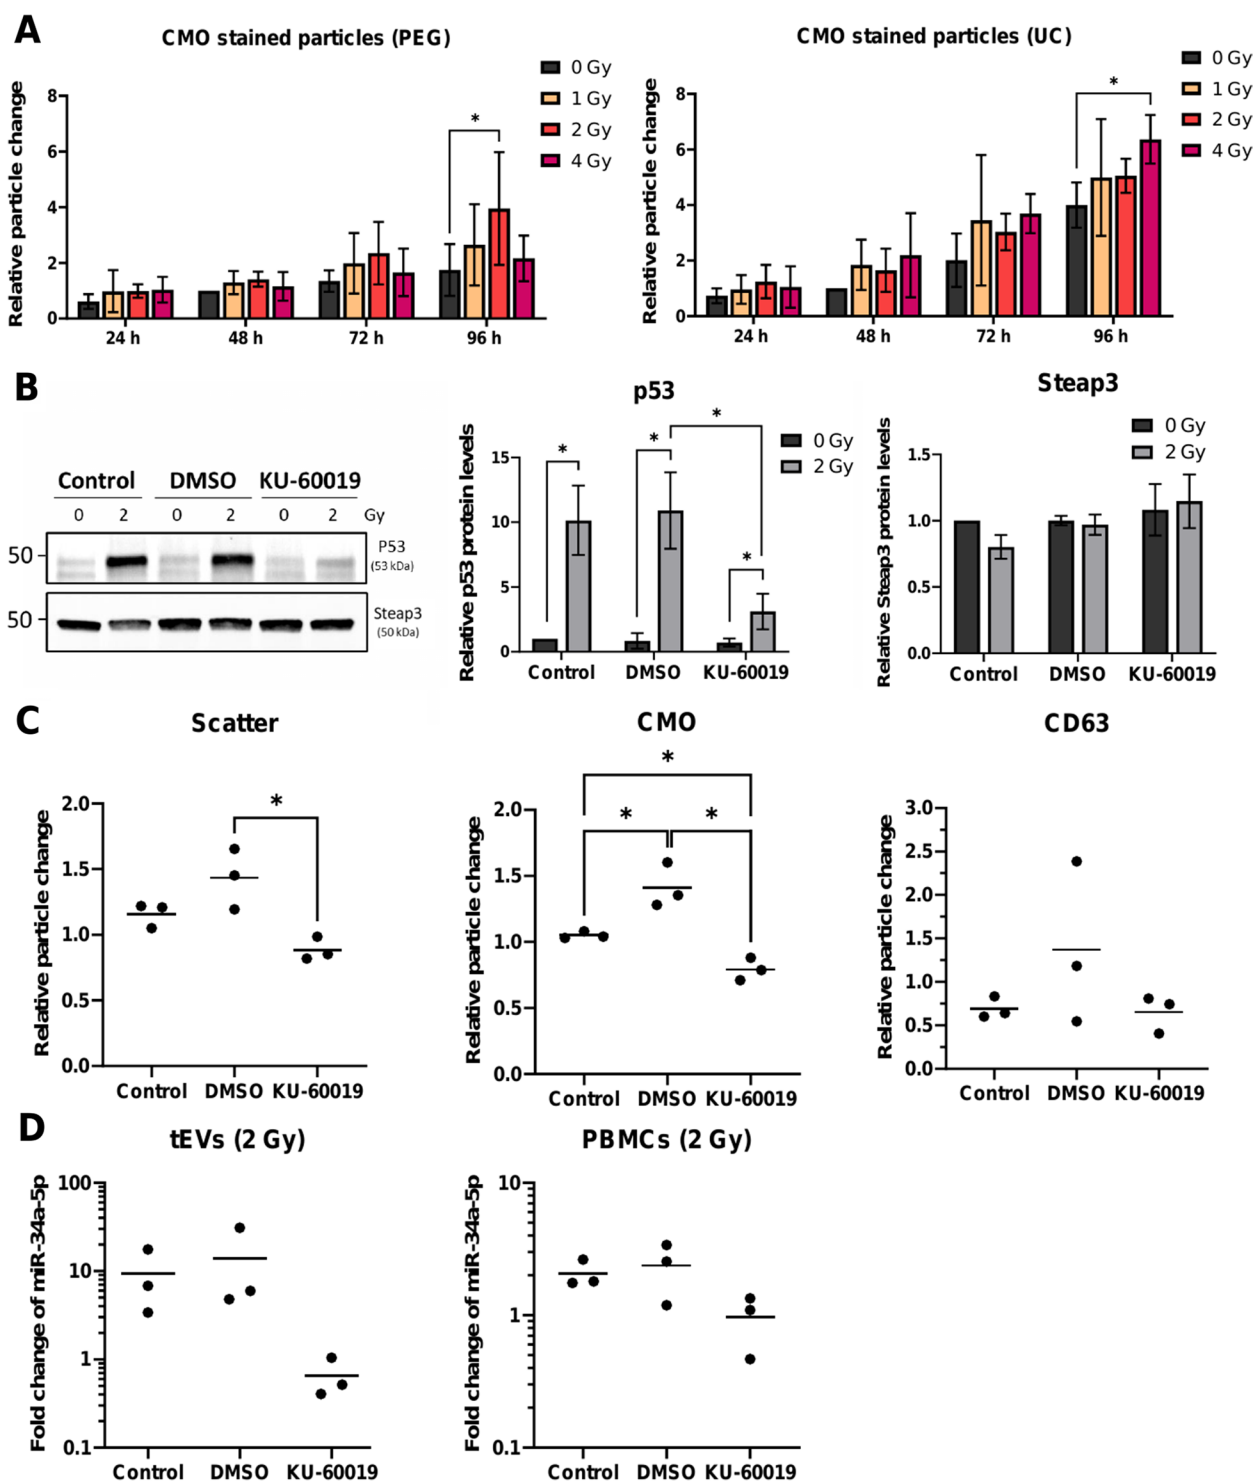 A
CMO stained particles (PEG)
Relative particle change
8
6
4
2
0
24 h
48 h
72 h
96 h
*
0 Gy
1 Gy
2 Gy
4 Gy
CMO stained particles (UC)
Relative particle change
8
6
4
2
0
24 h
48 h
72 h
96 h
*
0 Gy
1 Gy
2 Gy
4 Gy
B
Control DMSO KU-60019
0 2 0 2 0 2 Gy
50
P53
(53 kDa)
50
Steap3
(50 kDa)
p53
Relative p53 protein levels
15
10
5
0
* * * *
Control DMSO KU-60019
0 Gy
2 Gy
Steap3
Relative Steap3 protein levels
1.5
1.0
0.5
0.0
Control DMSO KU-60019
0 Gy
2 Gy
C
Scatter
Relative particle change
2.0
1.5
1.0
0.5
0.0
*
Control DMSO KU-60019
CMO
Relative particle change
2.0
1.5
1.0
0.5
0.0
*
* *
Control DMSO KU-60019
CD63
Relative particle change
3.0
2.5
2.0
1.5
1.0
0.5
0.0
Control DMSO KU-60019
D
tEVs (2 Gy)
Fold change of miR-34a-5p
100
10
1
0.1
Control DMSO KU-60019
PBMCs (2 Gy)
Fold change of miR-34a-5p
10
1
0.1
Control DMSO KU-60019